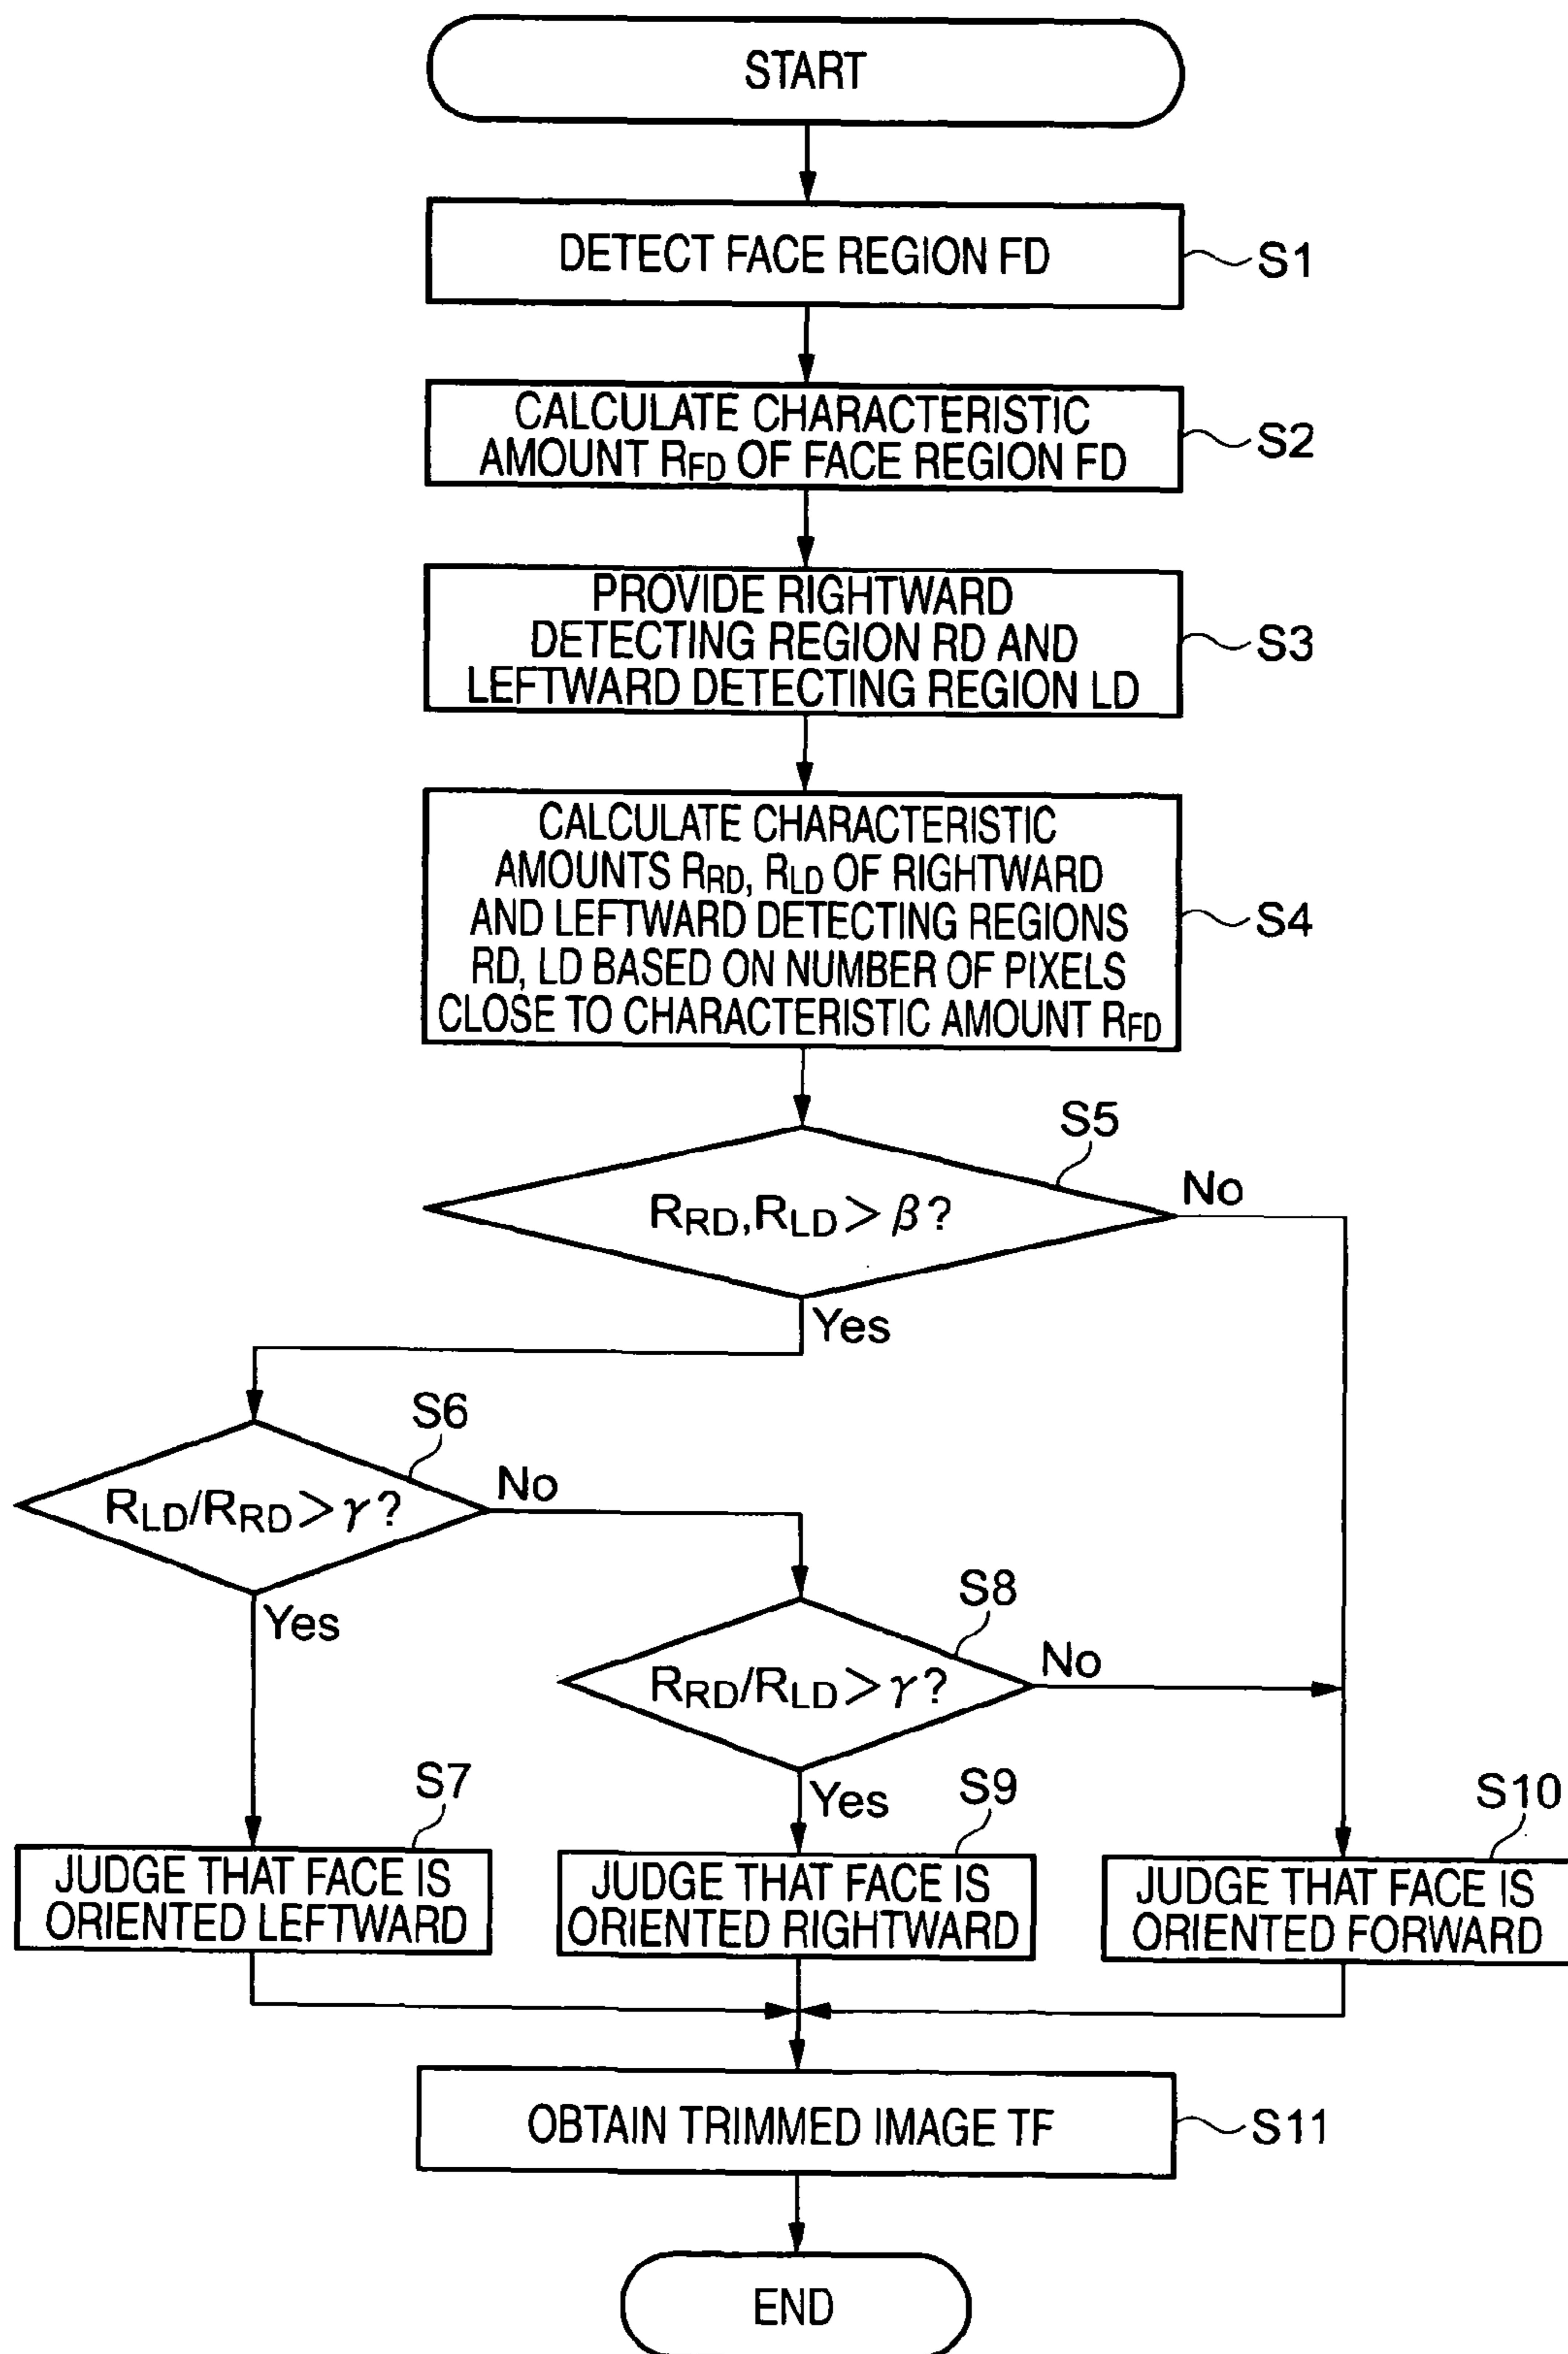 START
DETECT FACE REGION FD
S1
CALCULATE CHARACTERISTIC
AMOUNT RFD OF FACE REGION FD
S2
PROVIDE RIGHTWARD
DETECTING REGION RD AND
LEFTWARD DETECTING REGION LD
S3
CALCULATE CHARACTERISTIC
AMOUNTS RRD, RLD OF RIGHTWARD
AND LEFTWARD DETECTING REGIONS
RD, LD BASED ON NUMBER OF PIXELS
CLOSE TO CHARACTERISTIC AMOUNT RFD
S4
S5
RRD,RLD > β?
No
Yes
S6
RLD/RRD > γ?
No
Yes
S8
RRD/RLD > γ?
No
Yes
S7
JUDGE THAT FACE IS
ORIENTED LEFTWARD
S9
JUDGE THAT FACE IS
ORIENTED RIGHTWARD
S10
JUDGE THAT FACE IS
ORIENTED FORWARD
OBTAIN TRIMMED IMAGE TF
S11
END